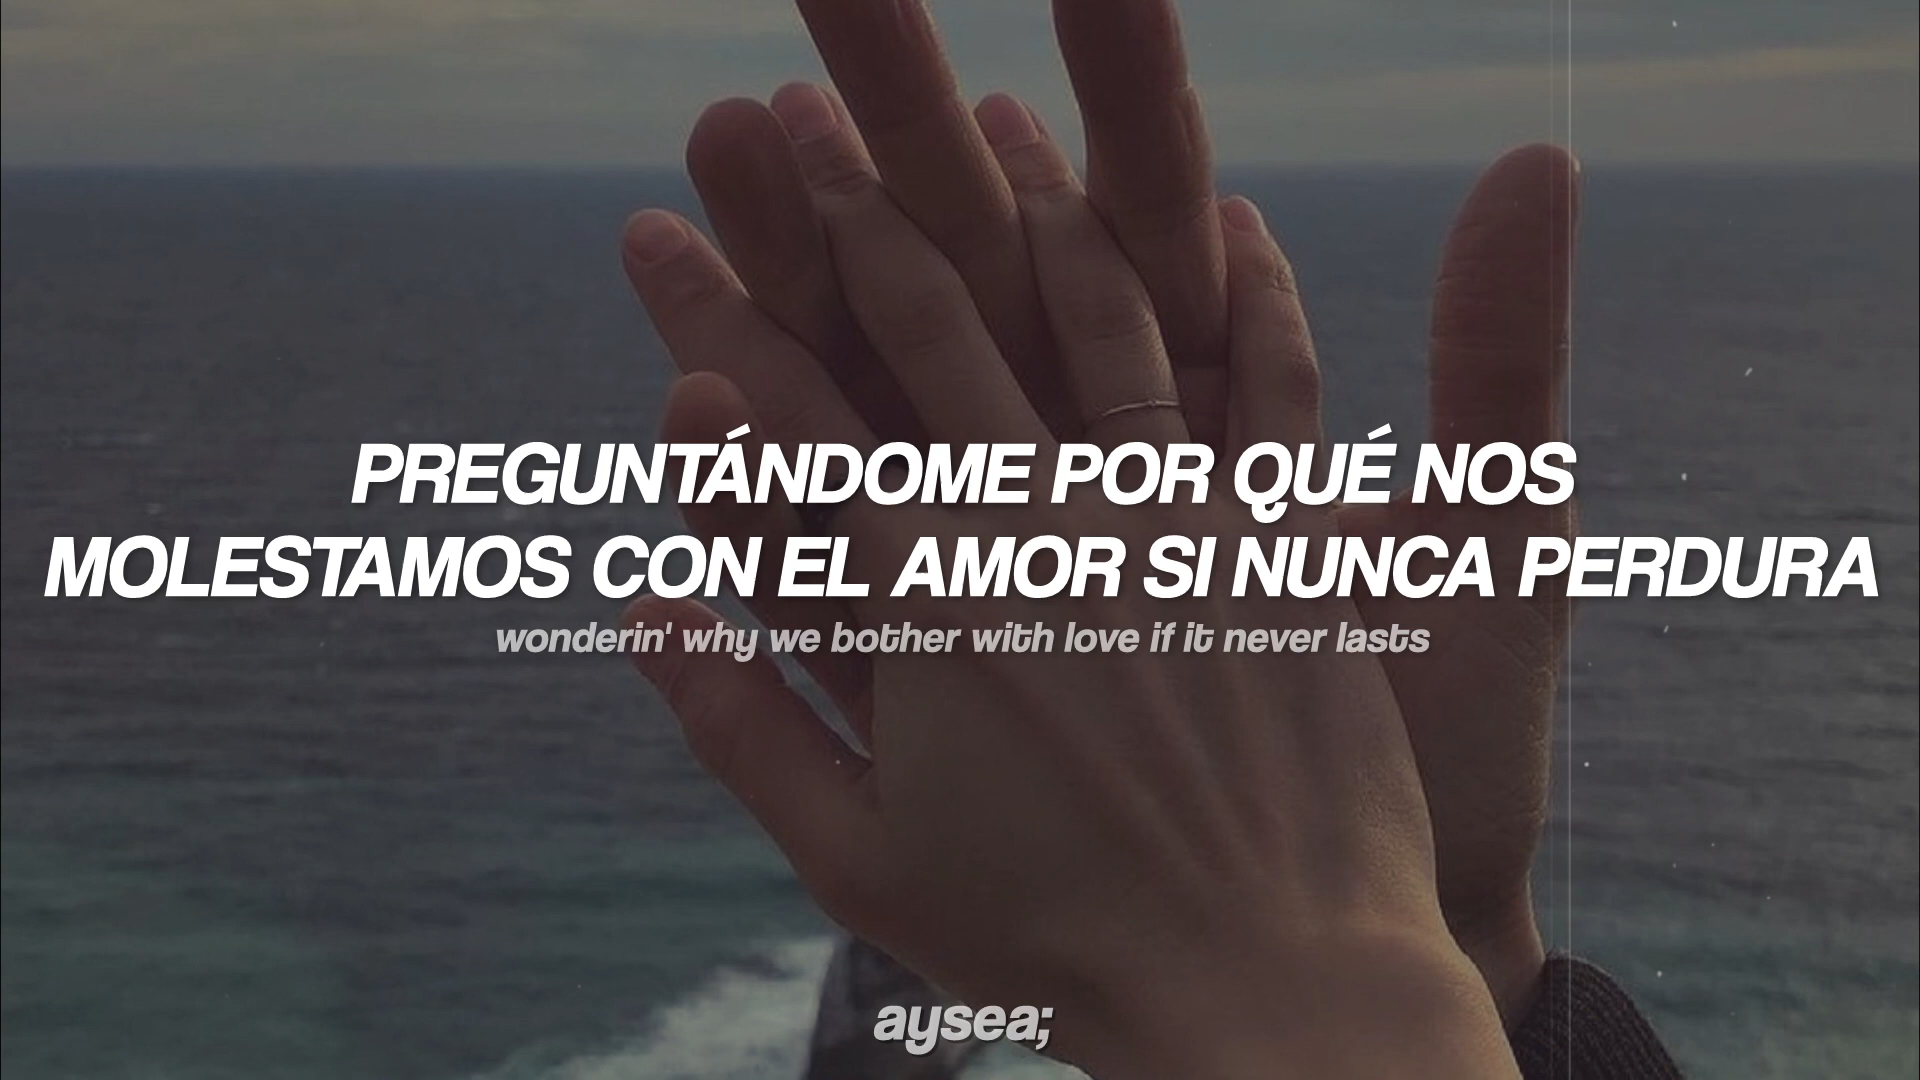 PREGUNTÁNDOME POR QUÉ NOS
MOLESTAMOS CON EL AMOR SI NUNCA PERDURA
wonderin' why we bother with love if it never lasts
aysea;